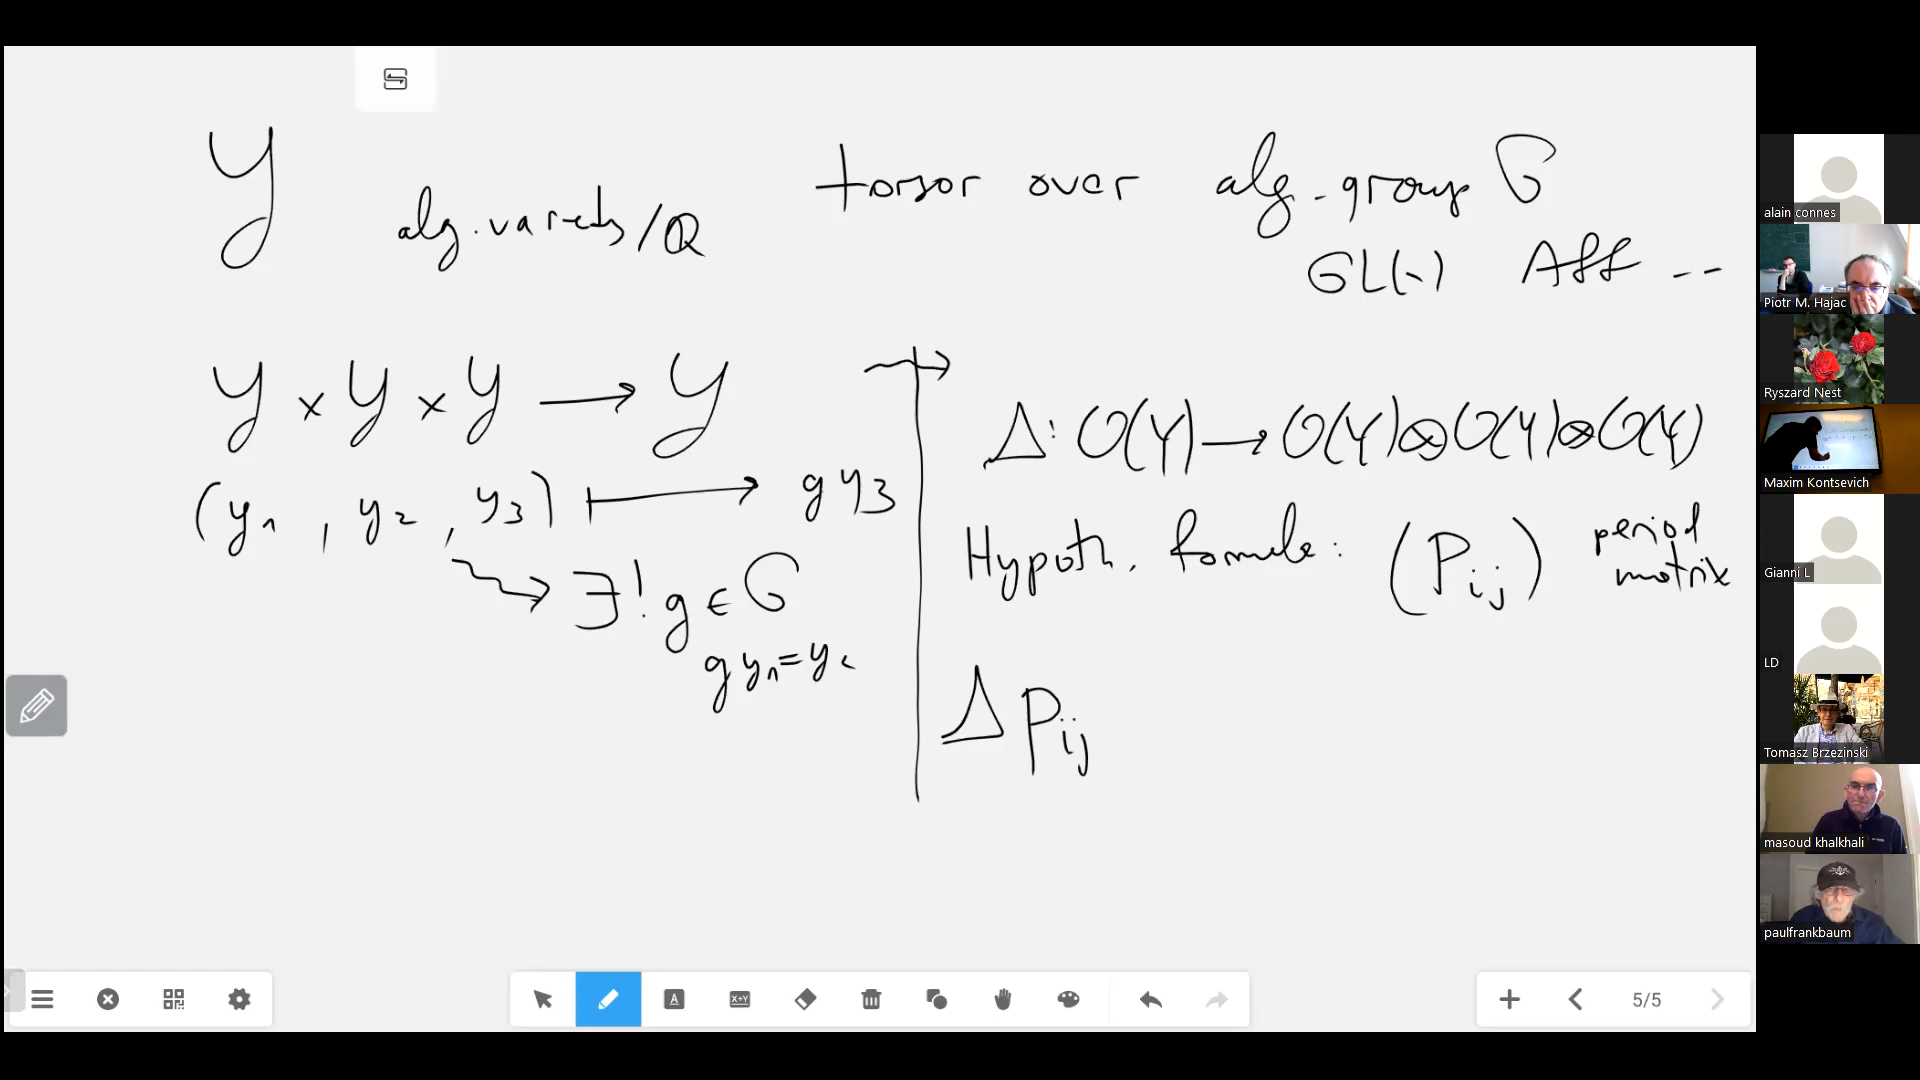 Y alg. variety/Q torsor over alg.-group G
GL(-) Aff --
Y × Y × Y → Y
(y₁, y₂, y₃) ↦ g y₃
⇝ ∃! g ∈ G
g y₁ = y₂
⇝
Δ: O(Y) → O(Y)⊗O(Y)⊗O(Y)
Hypoth. formula: (Pij) period
matrix
Δ Pij
alain connes
Piotr M. Hajac
Ryszard Nest
Maxim Kontsevich
Gianni L
LD
Tomasz Brzezinski
masoud khalkhali
paulfrankbaum
A
X+Y
5/5